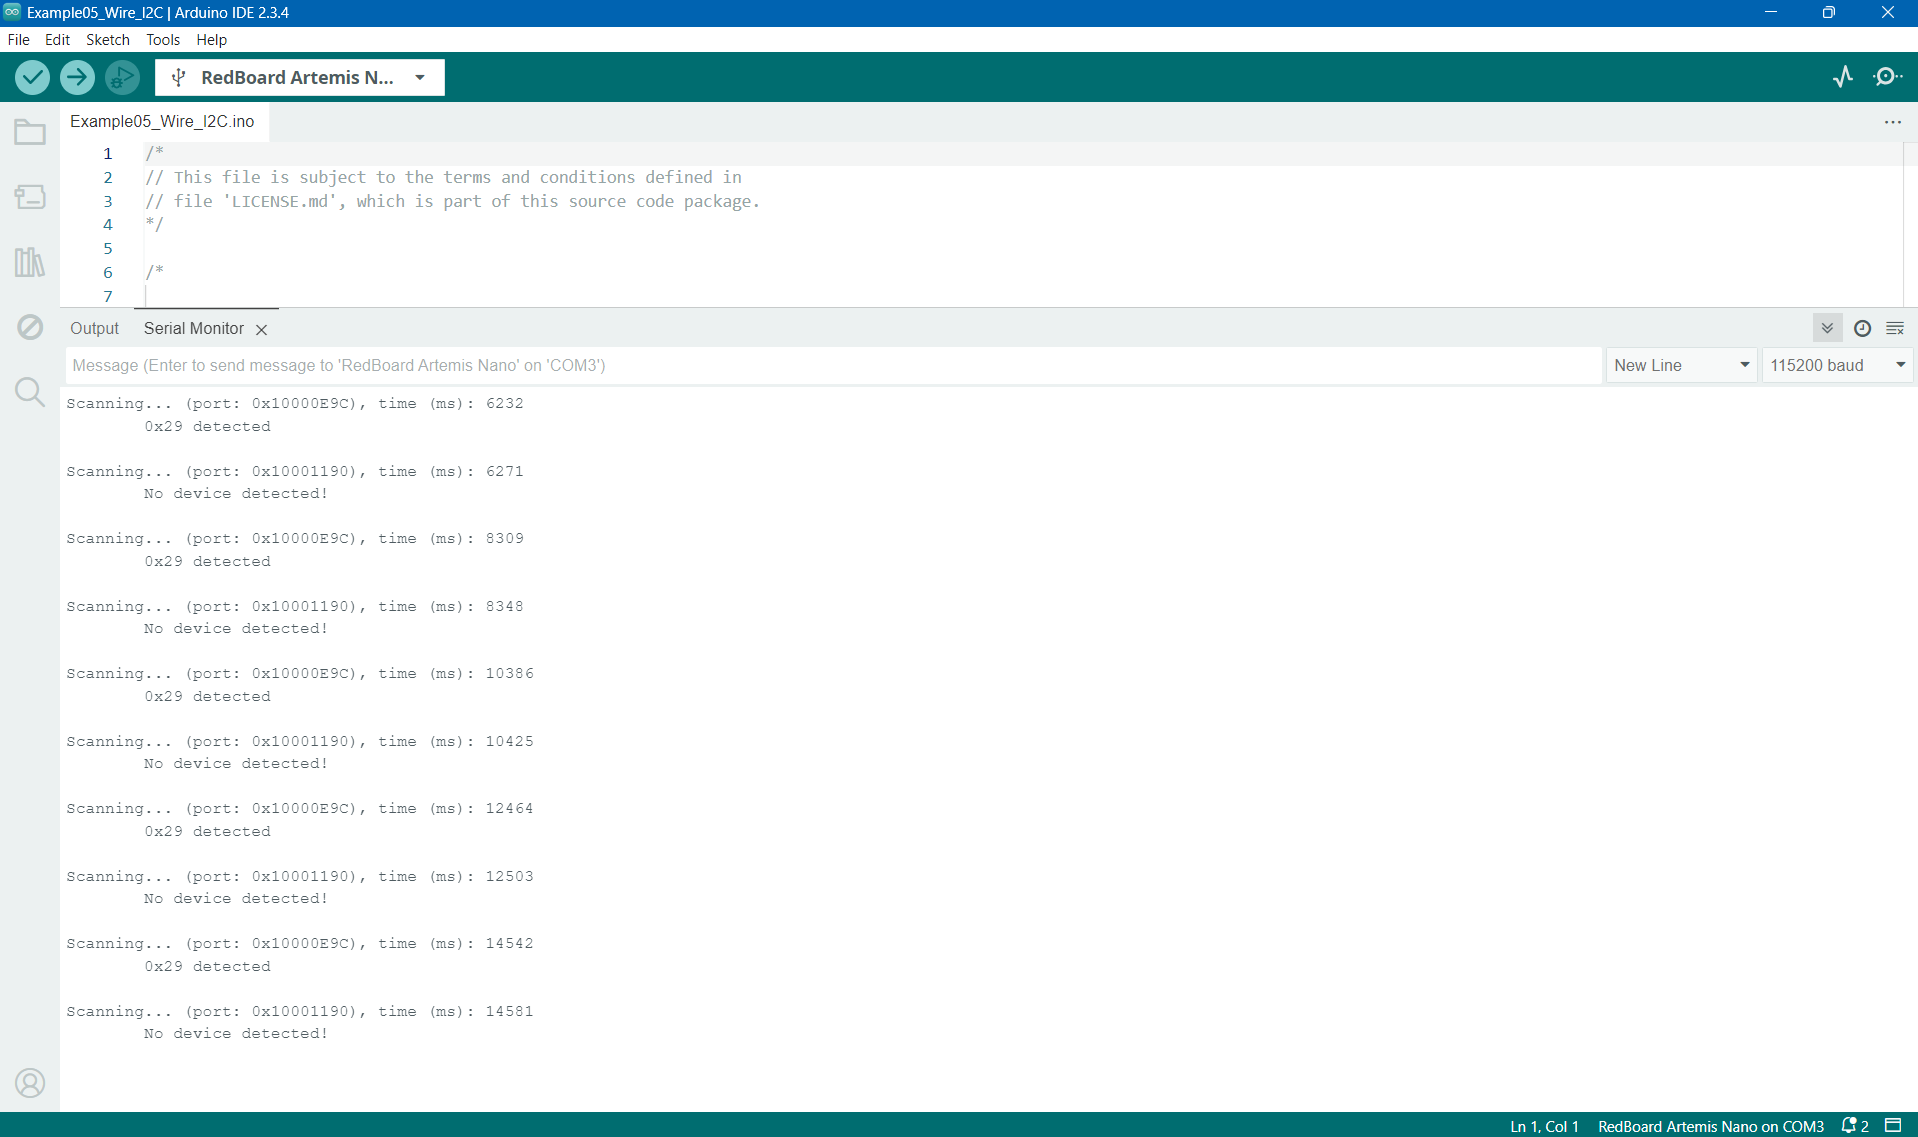 Example05_Wire_I2C | Arduino IDE 2.3.4
File Edit Sketch Tools Help
RedBoard Artemis N...
Example05_Wire_I2C.ino
1 /*
2 // This file is subject to the terms and conditions defined in
3 // file 'LICENSE.md', which is part of this source code package.
4 */
5
6 /*
7
Output Serial Monitor
Message (Enter to send message to 'RedBoard Artemis Nano' on 'COM3') New Line 115200 baud
Scanning... (port: 0x10000E9C), time (ms): 6232
0x29 detected
Scanning... (port: 0x10001190), time (ms): 6271
No device detected!
Scanning... (port: 0x10000E9C), time (ms): 8309
0x29 detected
Scanning... (port: 0x10001190), time (ms): 8348
No device detected!
Scanning... (port: 0x10000E9C), time (ms): 10386
0x29 detected
Scanning... (port: 0x10001190), time (ms): 10425
No device detected!
Scanning... (port: 0x10000E9C), time (ms): 12464
0x29 detected
Scanning... (port: 0x10001190), time (ms): 12503
No device detected!
Scanning... (port: 0x10000E9C), time (ms): 14542
0x29 detected
Scanning... (port: 0x10001190), time (ms): 14581
No device detected!
Ln 1, Col 1 RedBoard Artemis Nano on COM3 2